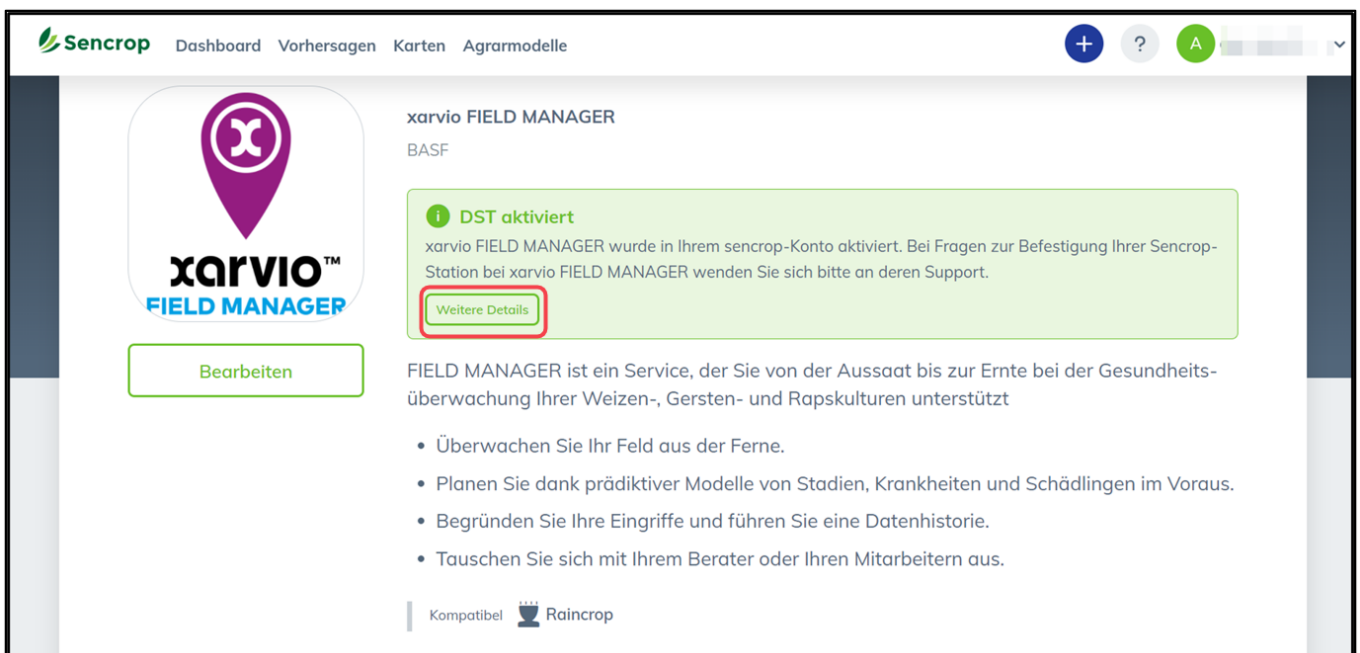 Sencrop Dashboard Vorhersagen Karten Agrarmodelle + ? A
xarvio™
FIELD MANAGER
Bearbeiten
xarvio FIELD MANAGER
BASF
i DST aktiviert
xarvio FIELD MANAGER wurde in Ihrem sencrop-Konto aktiviert. Bei Fragen zur Befestigung Ihrer Sencrop-
Station bei xarvio FIELD MANAGER wenden Sie sich bitte an deren Support.
Weitere Details
FIELD MANAGER ist ein Service, der Sie von der Aussaat bis zur Ernte bei der Gesundheits-
überwachung Ihrer Weizen-, Gersten- und Rapskulturen unterstützt
• Überwachen Sie Ihr Feld aus der Ferne.
• Planen Sie dank prädiktiver Modelle von Stadien, Krankheiten und Schädlingen im Voraus.
• Begründen Sie Ihre Eingriffe und führen Sie eine Datenhistorie.
• Tauschen Sie sich mit Ihrem Berater oder Ihren Mitarbeitern aus.
Kompatibel Raincrop